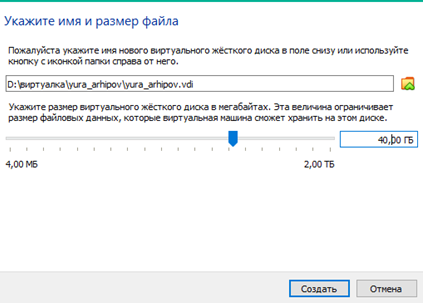 Укажите имя и размер файла
Пожалуйста укажите имя нового виртуального жёсткого диска в поле снизу или используйте
кнопку с иконкой папки справа от него.
D:\виртуалка\yura_arhipov\yura_arhipov.vdi
Укажите размер виртуального жёсткого диска в мегабайтах. Эта величина ограничивает
размер файловых данных, которые виртуальная машина сможет хранить на этом диске.
40,00 ГБ
4,00 МБ 2,00 ТБ
Создать Отмена